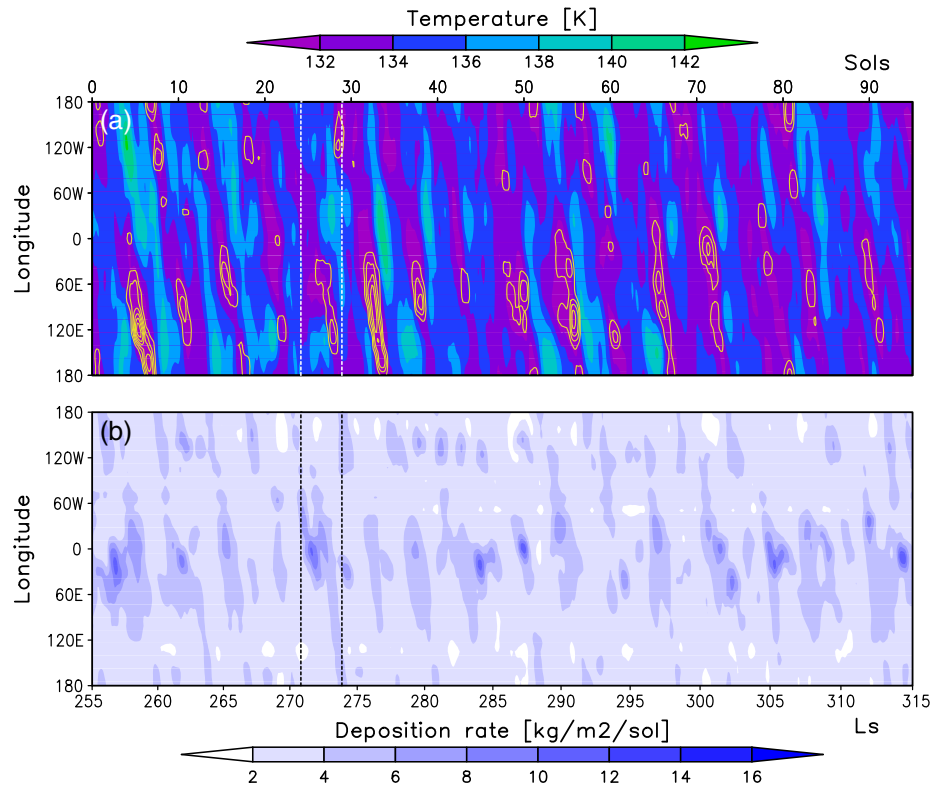 Temperature [K]
132 134 136 138 140 142
Sols
0 10 20 30 40 50 60 70 80 90
(a)
Longitude
180
120W
60W
0
60E
120E
180
(b)
Longitude
180
120W
60W
0
60E
120E
180
255 260 265 270 275 280 285 290 295 300 305 310 315
Deposition rate [kg/m2/sol]
Ls
2 4 6 8 10 12 14 16